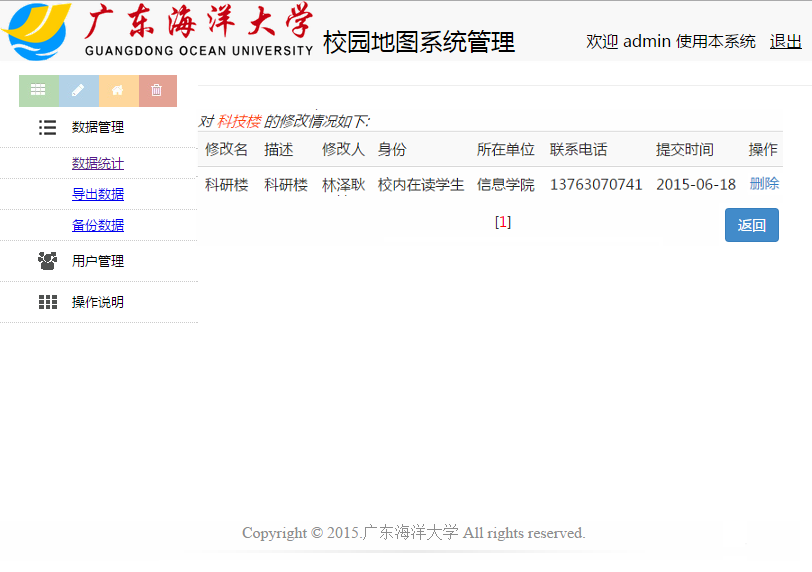 广东海洋大学
GUANGDONG OCEAN UNIVERSITY
校园地图系统管理
欢迎 admin 使用本系统 退出
数据管理
数据统计
导出数据
备份数据
用户管理
操作说明
对 科技楼 的修改情况如下:
修改名 描述 修改人 身份 所在单位 联系电话 提交时间 操作
科研楼 科研楼 林泽耿 校内在读学生 信息学院 13763070741 2015-06-18 删除
[1]
返回
Copyright © 2015.广东海洋大学 All rights reserved.